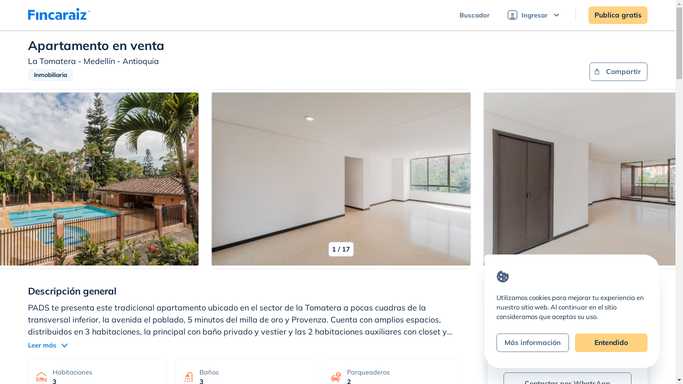 Fincaraiz
Buscador
Ingresar
Publica gratis
Apartamento en venta
La Tomatera - Medellín - Antioquia
Inmobiliaria
Compartir
1 / 17
Descripción general
PADS te presenta este tradicional apartamento ubicado en el sector de la Tomatera a pocas cuadras de la
transversal inferior, la avenida el poblado, 5 minutos del milla de oro y Provenza. Cuenta con amplios espacios,
distribuidos en 3 habitaciones, la principal con baño privado y vestier y las 2 habitaciones auxiliares con closet y...
Leer más
Habitaciones
3
Baños
3
Parqueaderos
2
Utilizamos cookies para mejorar tu experiencia en
nuestro sitio web. Al continuar en el sitio
consideramos que aceptas su uso.
Más información
Entendido
Contactar por WhatsApp